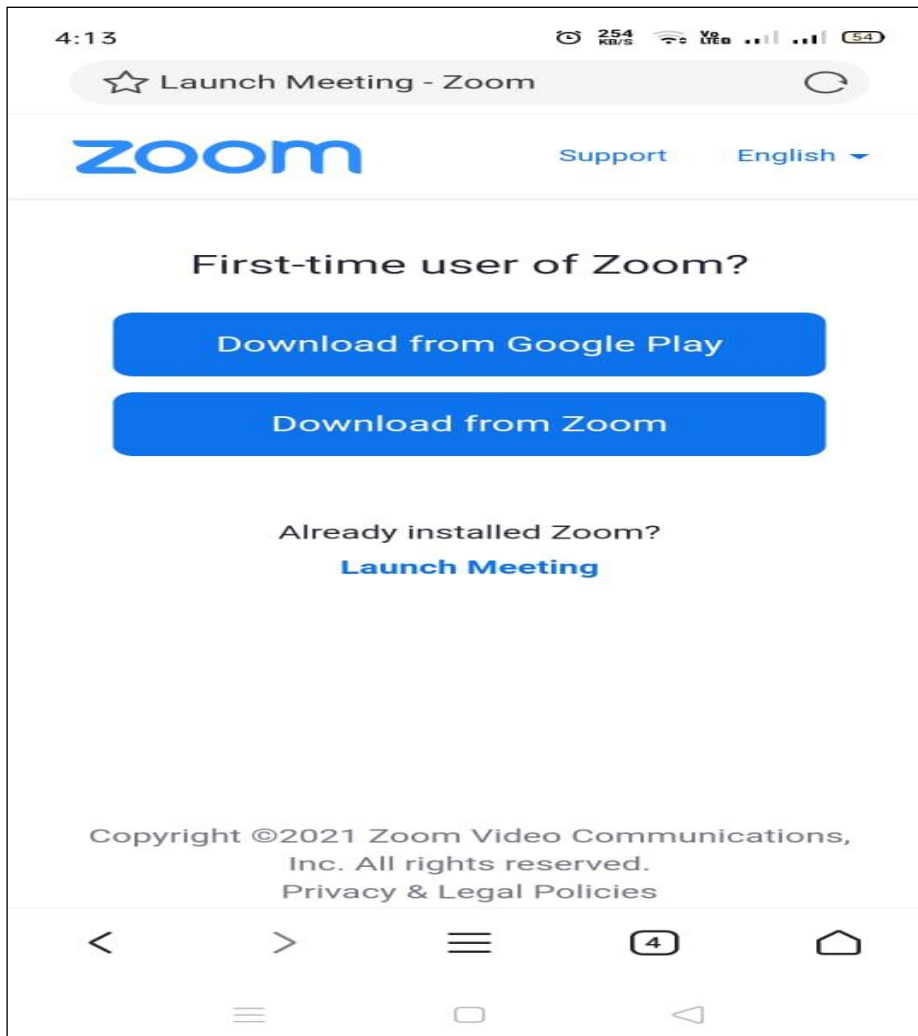 4:13 254 KB/S Vo LTE 54
Launch Meeting - Zoom
zoom Support English
First-time user of Zoom?
Download from Google Play
Download from Zoom
Already installed Zoom?
Launch Meeting
Copyright ©2021 Zoom Video Communications,
Inc. All rights reserved.
Privacy & Legal Policies
4